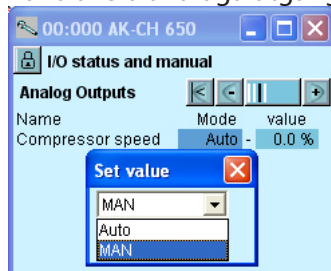 00:000 AK-CH 650
I/O status and manual
Analog Outputs
Name Mode value
Compressor speed Auto - 0.0 %
Set value
MAN
Auto
MAN